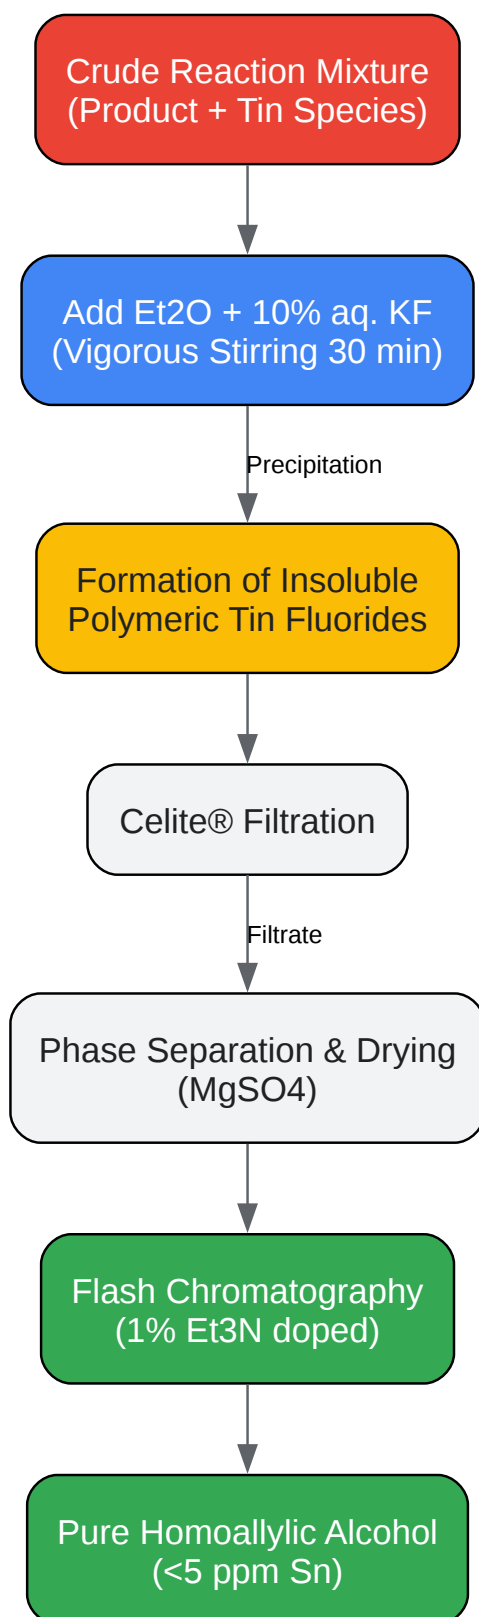 Crude Reaction Mixture
(Product + Tin Species)
Add Et2O + 10% aq. KF
(Vigorous Stirring 30 min)
Precipitation
Formation of Insoluble
Polymeric Tin Fluorides
Celite® Filtration
Filtrate
Phase Separation & Drying
(MgSO4)
Flash Chromatography
(1% Et3N doped)
Pure Homoallylic Alcohol
(<5 ppm Sn)